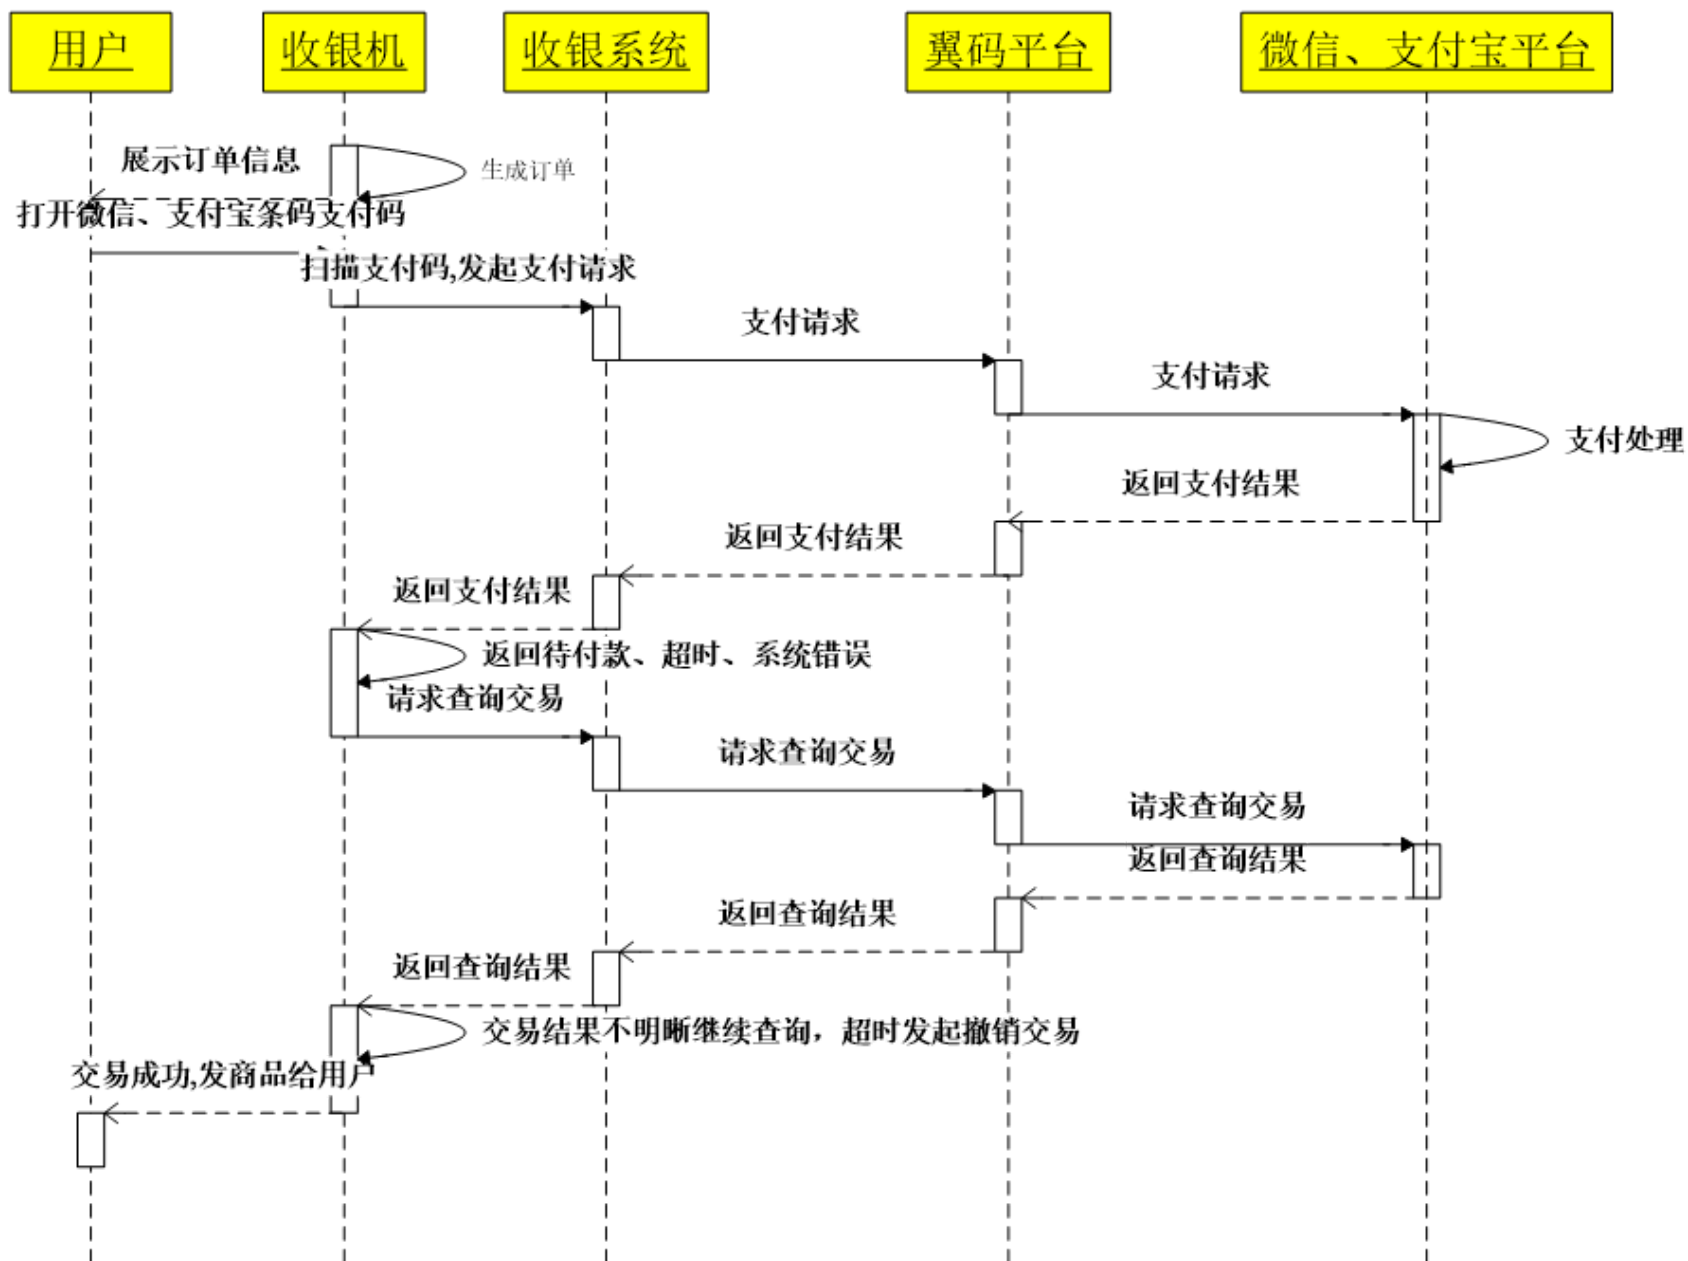 用户
收银机
收银系统
翼码平台
微信、支付宝平台
展示订单信息
生成订单
打开微信、支付宝条码支付码
扫描支付码,发起支付请求
支付请求
支付请求
支付处理
返回支付结果
返回支付结果
返回支付结果
返回待付款、超时、系统错误
请求查询交易
请求查询交易
请求查询交易
返回查询结果
返回查询结果
返回查询结果
交易结果不明晰继续查询，超时发起撤销交易
交易成功,发商品给用户